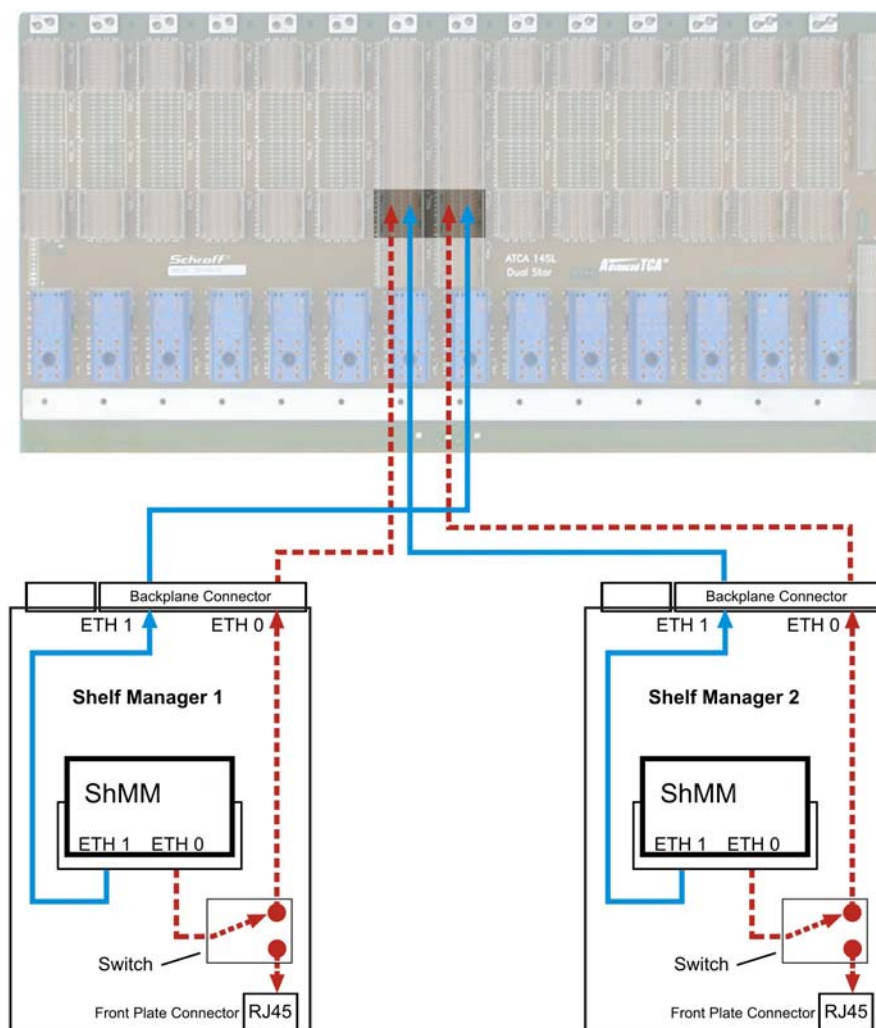 Schroff
ATCA 14SL
Dual Star
AdvancedTCA
Backplane Connector
ETH 1
ETH 0
Shelf Manager 1
ShMM
ETH 1
ETH 0
Switch
Front Plate Connector
RJ45
Backplane Connector
ETH 1
ETH 0
Shelf Manager 2
ShMM
ETH 1
ETH 0
Switch
Front Plate Connector
RJ45